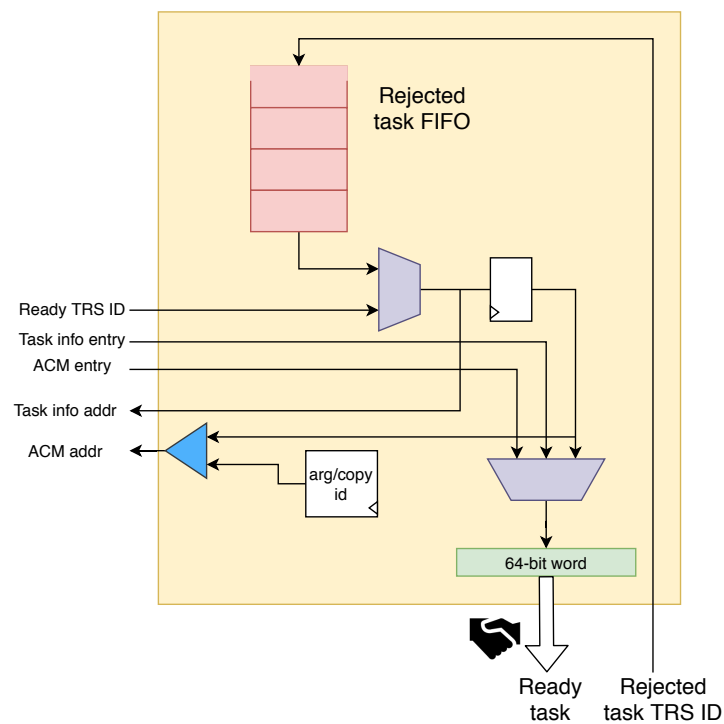 Rejected
task FIFO
Ready TRS ID
Task info entry
ACM entry
Task info addr
ACM addr
arg/copy
id
64-bit word
Ready
task
Rejected
task TRS ID